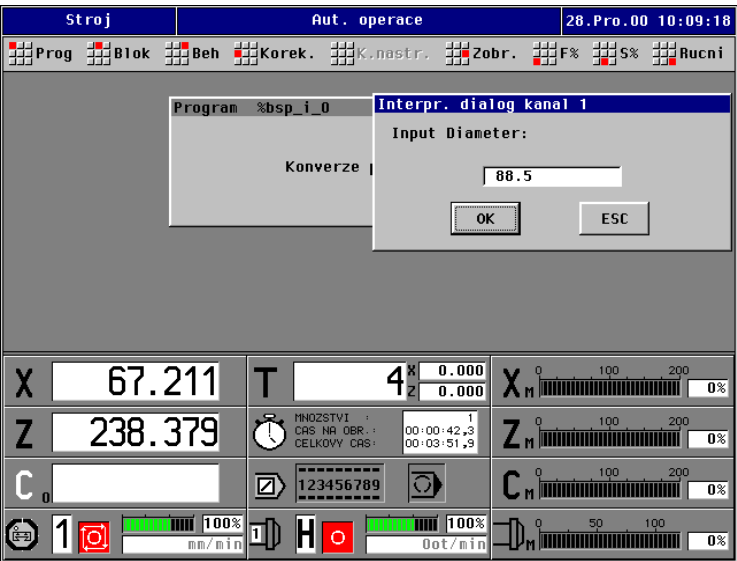 Stroj Aut. operace 28.Pro.00 10:09:18
Prog Blok Beh Korek. K.nastr. Zobr. F% S% Rucni
Program %bsp_i_0
Konverze p
Interpr. dialog kanal 1
Input Diameter:
88.5
OK ESC
X 67.211
T 4 X 0.000
Z 0.000
X M 0 100 200 0%
Z 238.379
MNOZSTVI : 1
CAS NA OBR.: 00:00:42,3
CELKOVY CAS: 00:03:51,9
Z M 0 100 200 0%
C 0
123456789
C M 0 100 200 0%
1 100%
mm/min
1 H 100%
0ot/min
M 0 50 100 0%